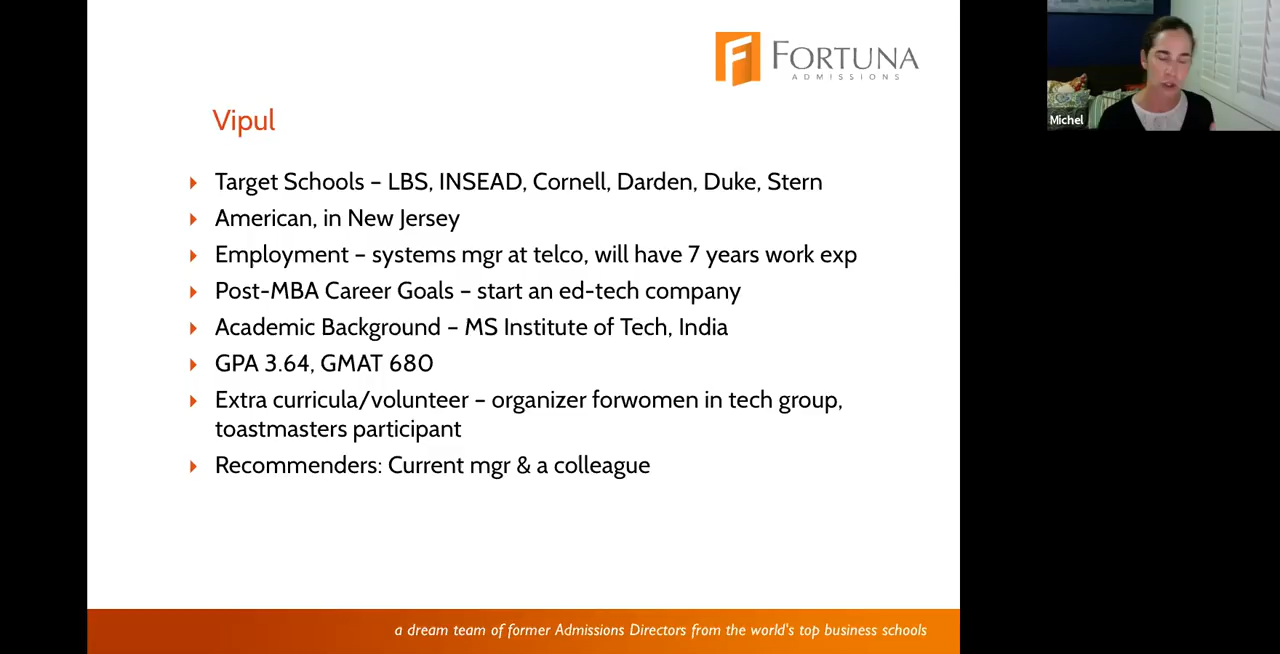 FORTUNA
ADMISSIONS
Michel
Vipul
Target Schools – LBS, INSEAD, Cornell, Darden, Duke, Stern
American, in New Jersey
Employment – systems mgr at telco, will have 7 years work exp
Post-MBA Career Goals – start an ed-tech company
Academic Background – MS Institute of Tech, India
GPA 3.64, GMAT 680
Extra curricula/volunteer – organizer forwomen in tech group,
toastmasters participant
Recommenders: Current mgr & a colleague
a dream team of former Admissions Directors from the world's top business schools